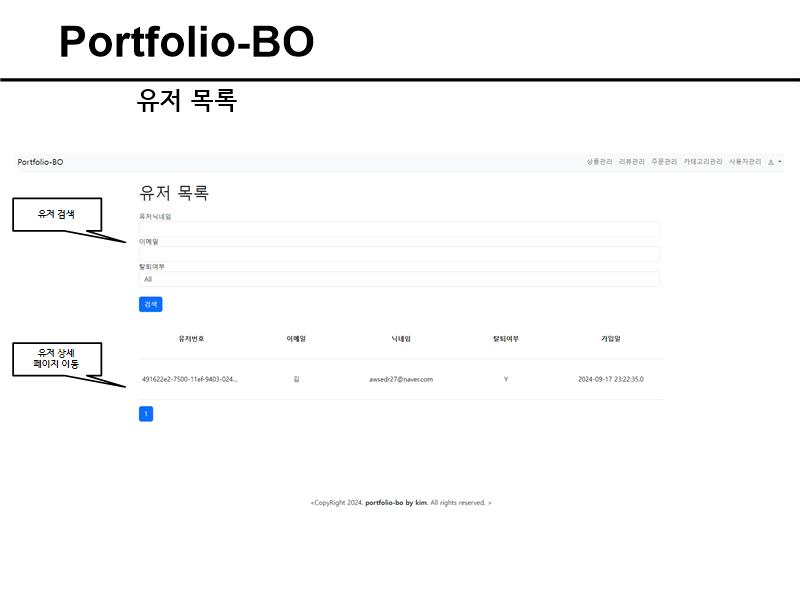 Portfolio-BO
유저 목록
Portfolio-BO 상품관리 리뷰관리 주문관리 카테고리관리 사용자관리
유저 목록
유저 검색
유저닉네임
이메일
탈퇴여부
All
검색
유저번호 이메일 닉네임 탈퇴여부 가입일
유저 상세
페이지 이동
491622e2-7500-11ef-9403-024... 김 awsedr27@naver.com Y 2024-09-17 23:22:35.0
1
<CopyRight 2024. portfolio-bo by kim. All rights reserved. >